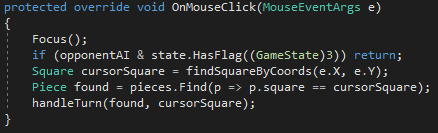 protected override void OnMouseClick(MouseEventArgs e)
{
Focus();
if (opponentAI & state.HasFlag((GameState)3)) return;
Square cursorSquare = findSquareByCoords(e.X, e.Y);
Piece found = pieces.Find(p => p.square == cursorSquare);
handleTurn(found, cursorSquare);
}